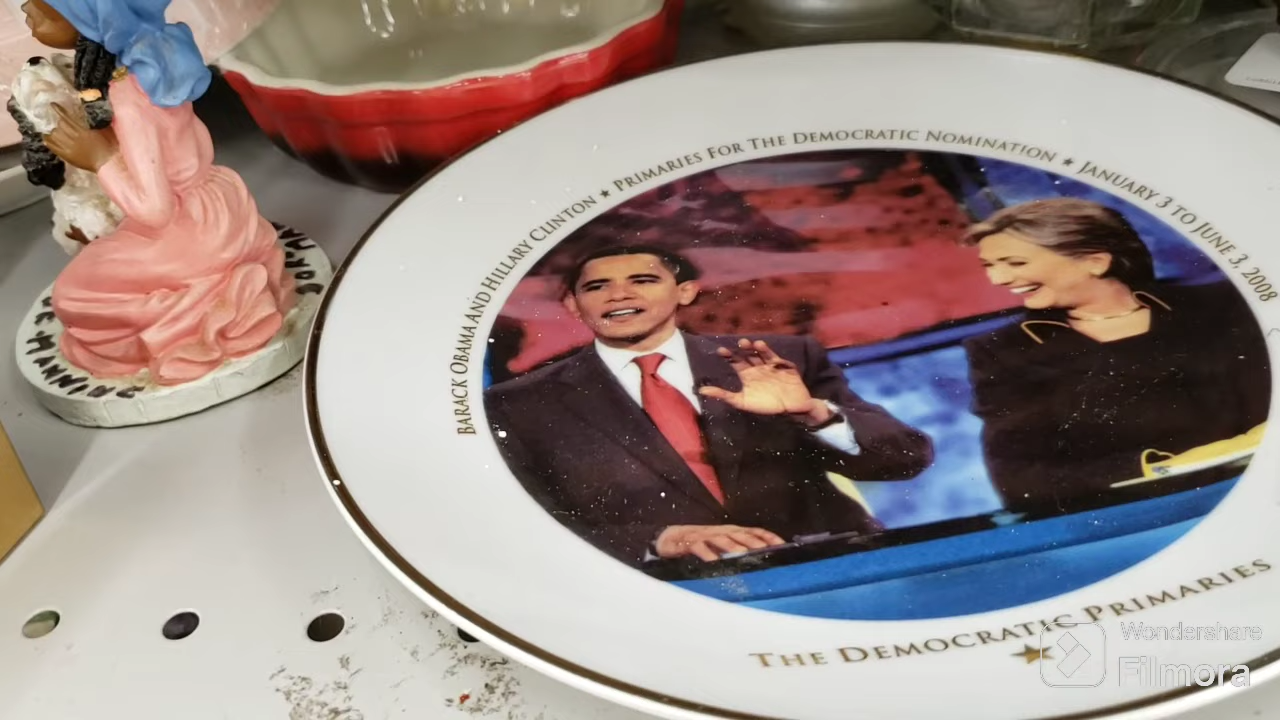 BARACK OBAMA AND HILLARY CLINTON ★ PRIMARIES FOR THE DEMOCRATIC NOMINATION ★ JANUARY 3 TO JUNE 3, 2008
THE DEMOCRATIC PRIMARIES
Wondershare
Filmora